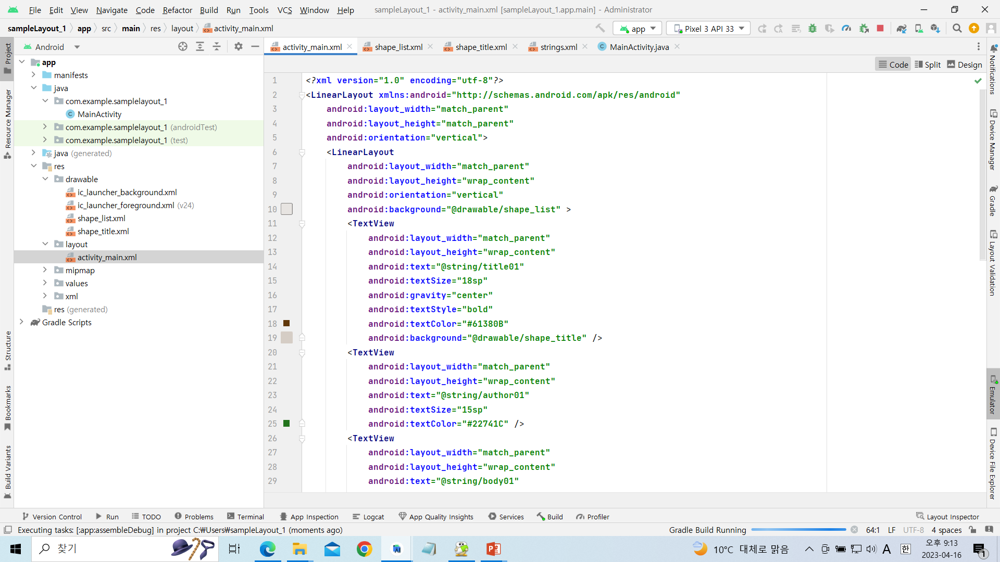 File Edit View Navigate Code Refactor Build Run Tools VCS Window Help sampleLayout_1 - activity_main.xml [sampleLayout_1.app.main] - Administrator
sampleLayout_1 app src main res layout activity_main.xml app Pixel 3 API 33
Android
activity_main.xml shape_list.xml shape_title.xml strings.xml MainActivity.java
Code Split Design
Project
Resource Manager
Structure
Bookmarks
Build Variants
app
manifests
java
com.example.samplelayout_1
MainActivity
com.example.samplelayout_1 (androidTest)
com.example.samplelayout_1 (test)
java (generated)
res
drawable
ic_launcher_background.xml
ic_launcher_foreground.xml (v24)
shape_list.xml
shape_title.xml
layout
activity_main.xml
mipmap
values
xml
res (generated)
Gradle Scripts
1 <?xml version="1.0" encoding="utf-8"?>
2 <LinearLayout xmlns:android="http://schemas.android.com/apk/res/android"
3 android:layout_width="match_parent"
4 android:layout_height="match_parent"
5 android:orientation="vertical">
6 <LinearLayout
7 android:layout_width="match_parent"
8 android:layout_height="wrap_content"
9 android:orientation="vertical"
10 android:background="@drawable/shape_list" >
11 <TextView
12 android:layout_width="match_parent"
13 android:layout_height="wrap_content"
14 android:text="@string/title01"
15 android:textSize="18sp"
16 android:gravity="center"
17 android:textStyle="bold"
18 android:textColor="#61380B"
19 android:background="@drawable/shape_title" />
20 <TextView
21 android:layout_width="match_parent"
22 android:layout_height="wrap_content"
23 android:text="@string/author01"
24 android:textSize="15sp"
25 android:textColor="#22741C" />
26 <TextView
27 android:layout_width="match_parent"
28 android:layout_height="wrap_content"
29 android:text="@string/body01"
Notifications
Device Manager
Gradle
Layout Validation
Emulator
Device File Explorer
Version Control Run TODO Problems Terminal App Inspection Logcat App Quality Insights Services Build Profiler Layout Inspector
Executing tasks: [:app:assembleDebug] in project C:₩Users₩sampleLayout_1 (moments ago) Gradle Build Running 64:1 LF UTF-8 4 spaces
찾기 10°C 대체로 맑음 A 한 오후 9:13
2023-04-16 1